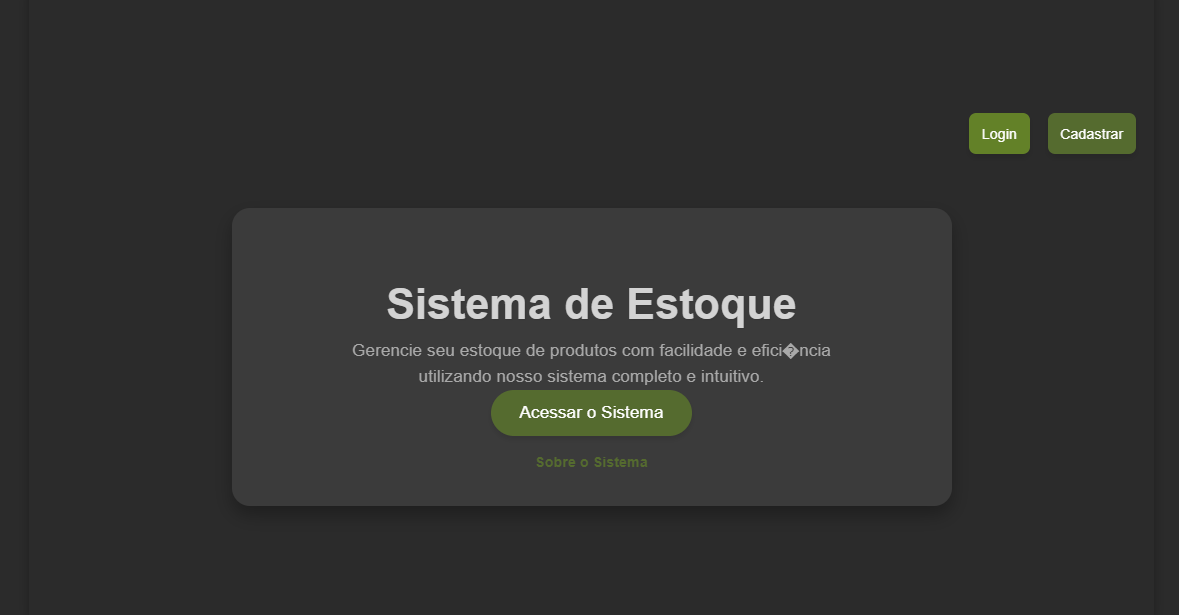 Login
Cadastrar
Sistema de Estoque
Gerencie seu estoque de produtos com facilidade e efici�ncia
utilizando nosso sistema completo e intuitivo.
Acessar o Sistema
Sobre o Sistema